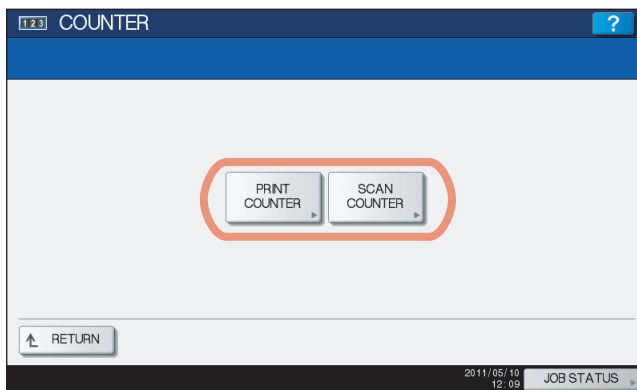 123 COUNTER
?
PRINT
COUNTER
SCAN
COUNTER
RETURN
2011/05/10
12:09
JOB STATUS